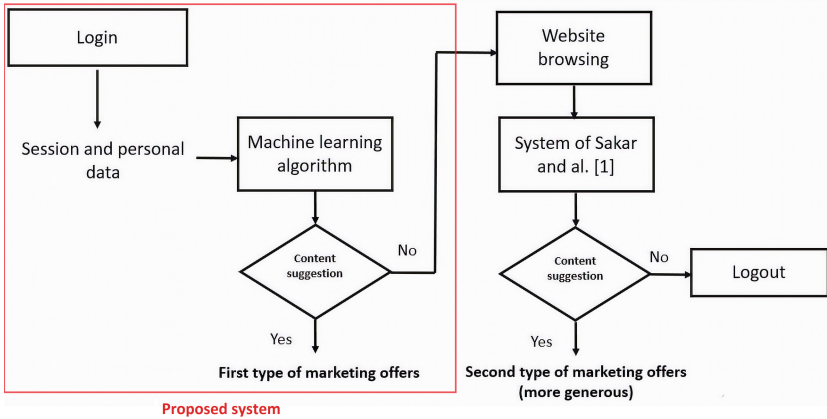 Login
Session and personal
data
Machine learning
algorithm
Content
suggestion
No
Yes
First type of marketing offers
Proposed system
Website
browsing
System of Sakar
and al. [1]
Content
suggestion
No
Logout
Yes
Second type of marketing offers
(more generous)